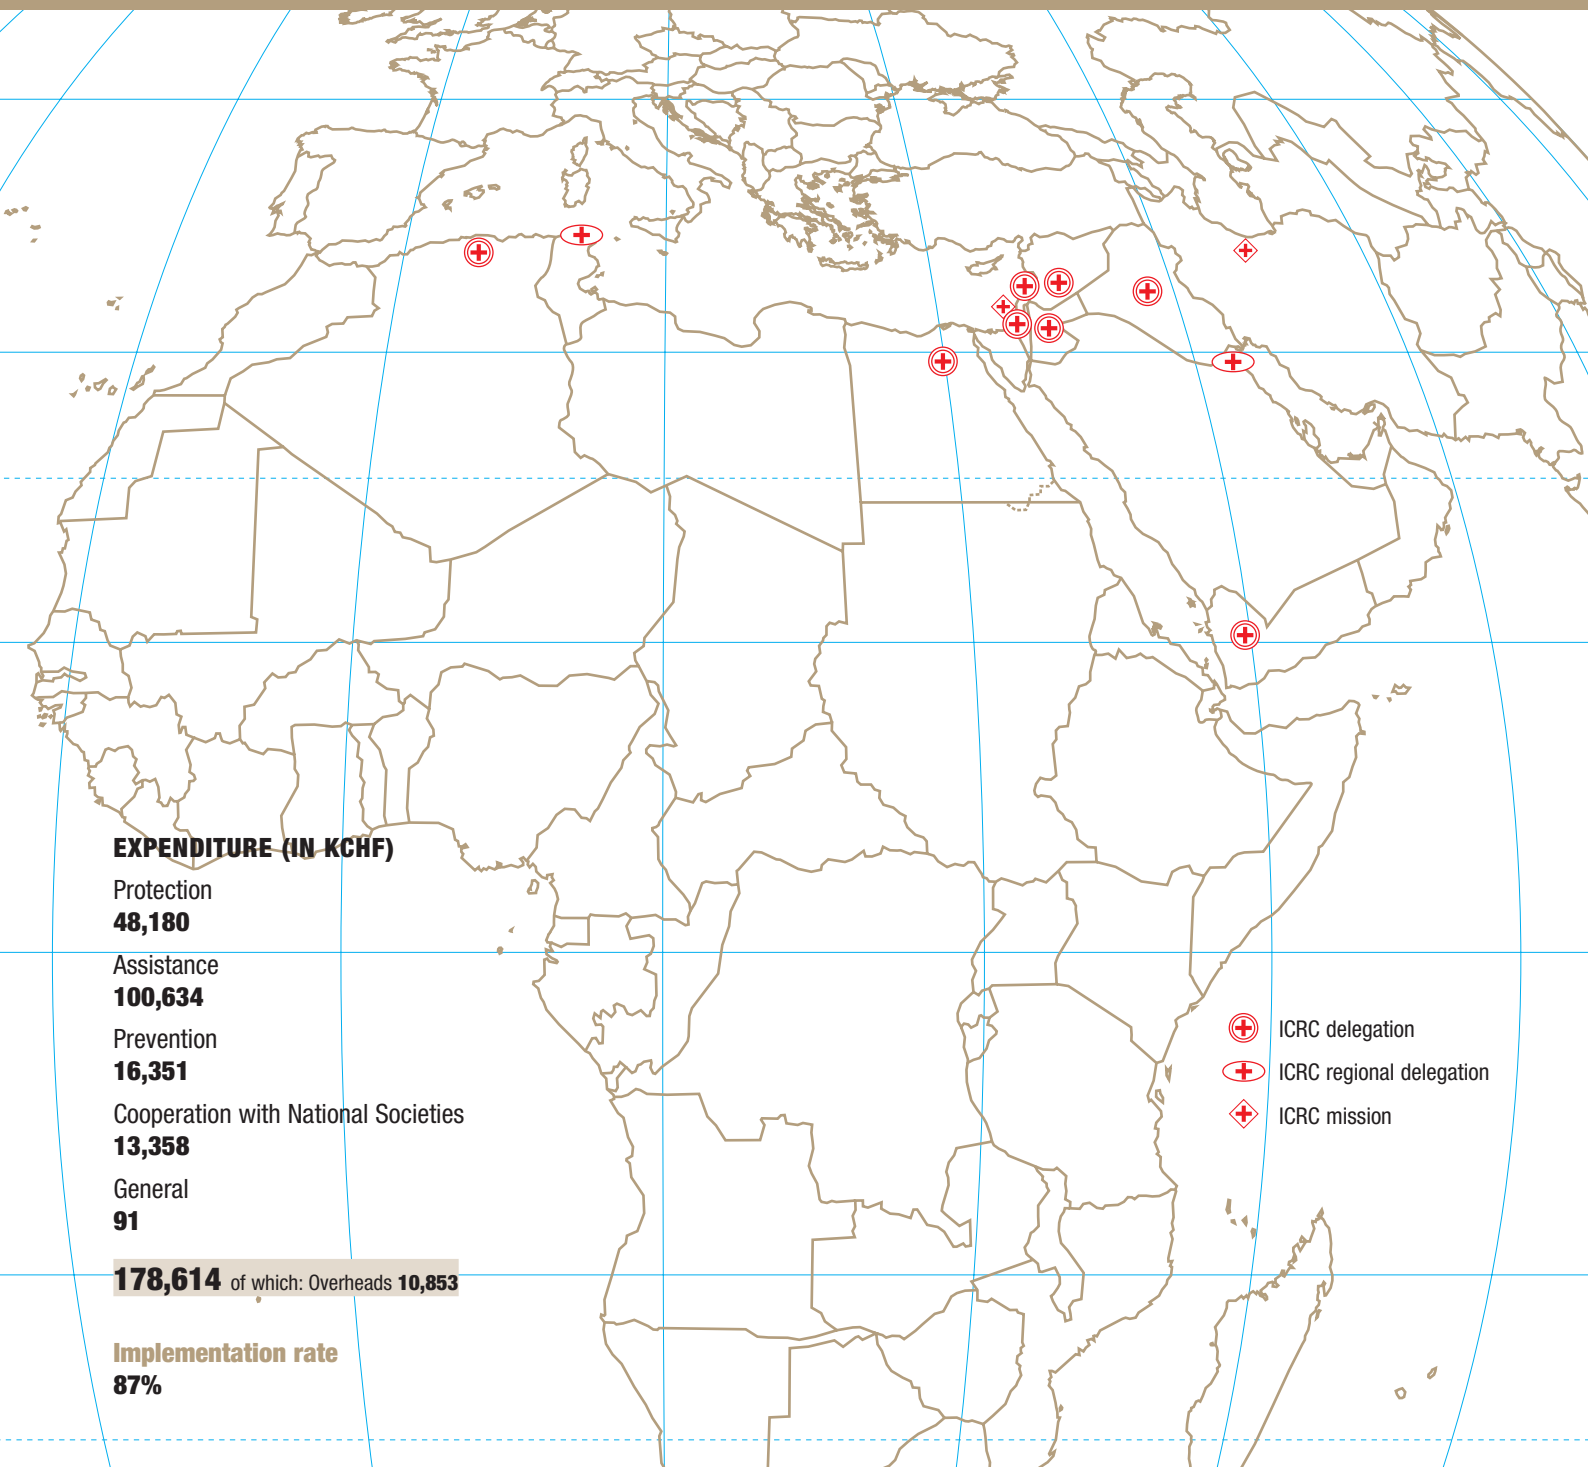 EXPENDITURE (IN KCHF)
Protection
48,180
Assistance
100,634
Prevention
16,351
Cooperation with National Societies
13,358
General
91
178,614 of which: Overheads 10,853
Implementation rate
87%
ICRC delegation
ICRC regional delegation
ICRC mission